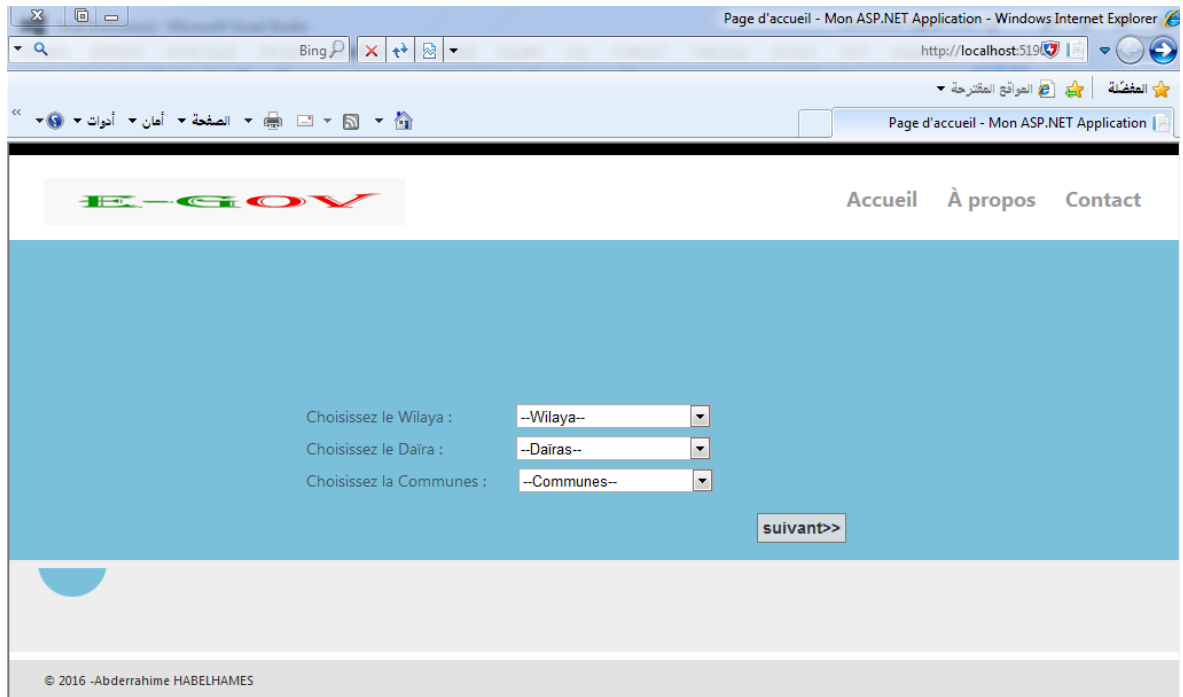 Page d'accueil - Mon ASP.NET Application - Windows Internet Explorer
Bing
http://localhost:519
المفضلة
المواقع المقترحة
الصفحة أمان أدوات
Page d'accueil - Mon ASP.NET Application
E-GOV
Accueil À propos Contact
Choisissez le Wilaya : --Wilaya--
Choisissez le Daïra : --Daïras--
Choisissez la Communes : --Communes--
suivant>>
© 2016 -Abderrahime HABELHAMES